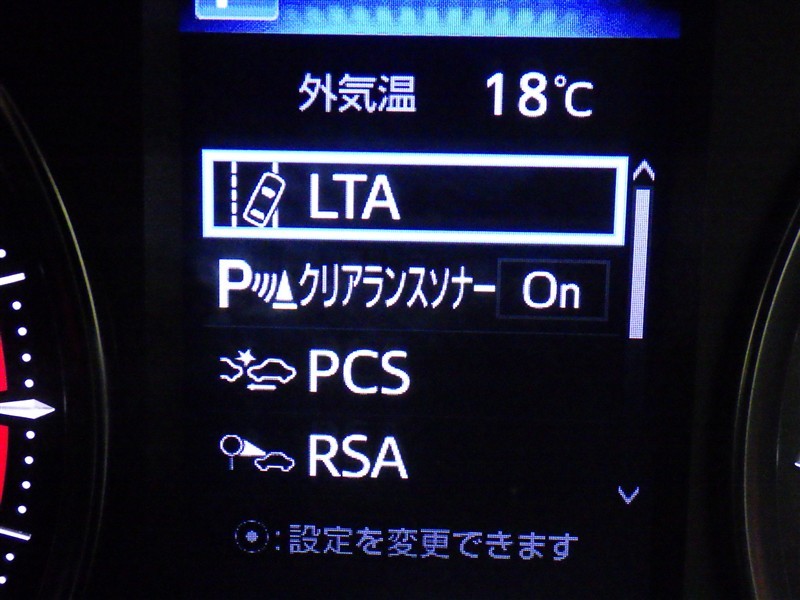 外気温 18℃
LTA
P クリアランスソナー On
PCS
RSA
:設定を変更できます